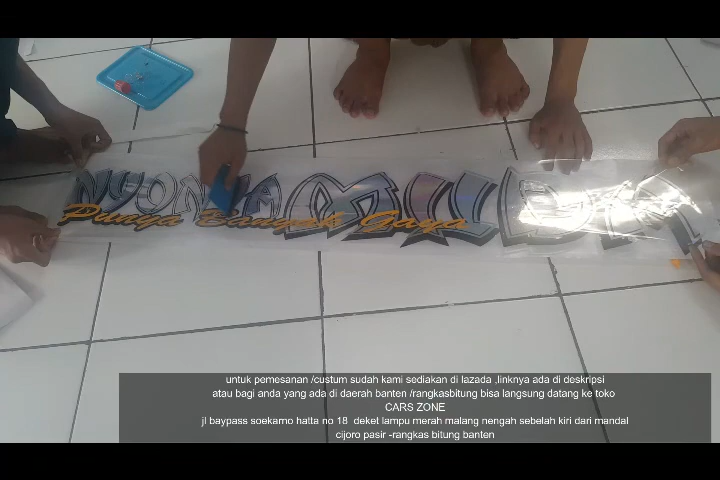 NYONYA MUDA
Punya Banyak Gaya
untuk pemesanan /custum sudah kami sediakan di lazada ,linknya ada di deskripsi
atau bagi anda yang ada di daerah banten /rangkasbitung bisa langsung datang ke toko
CARS ZONE
jl baypass soekarno hatta no 18 deket lampu merah malang nengah sebelah kiri dari mandal
cijoro pasir -rangkas bitung banten